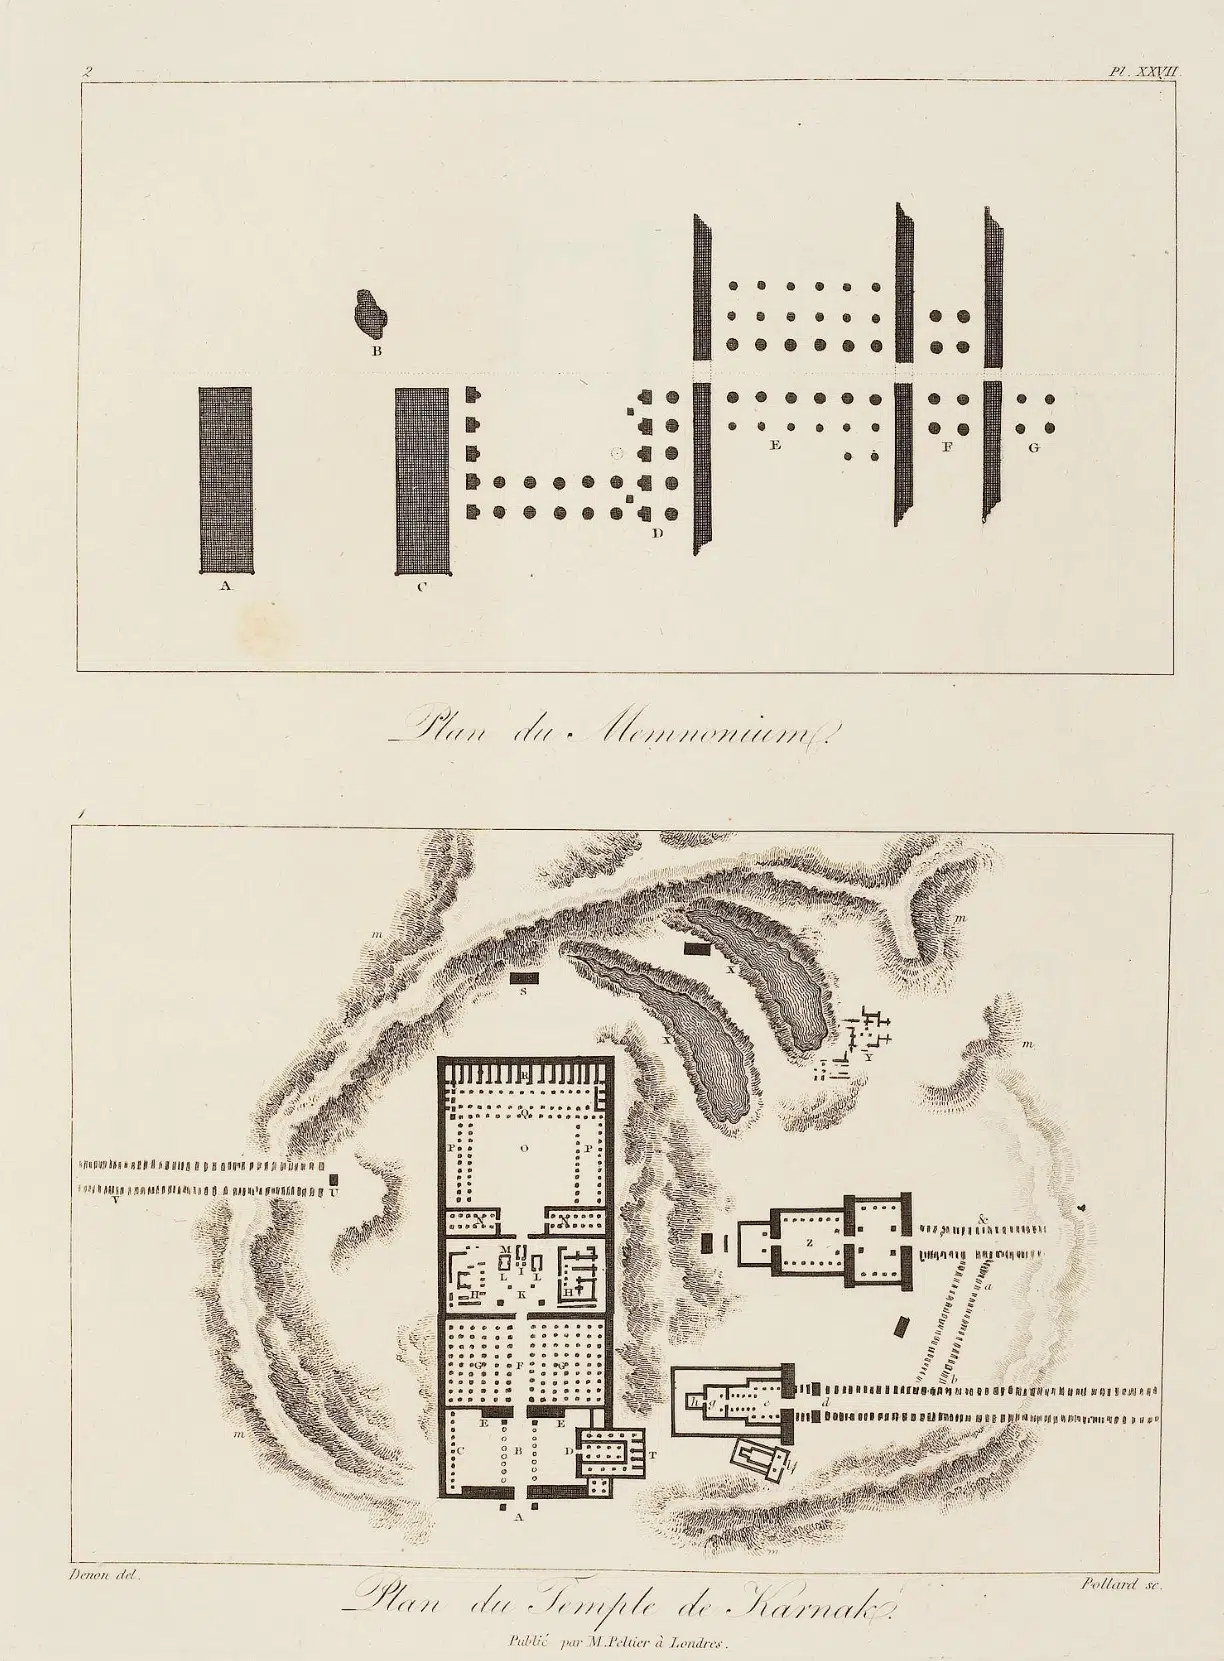 2
Pl. XXVII.
B
E
F
G
D
A
C
Plan du Memnonium.
1
m
m
X
S
X
Y
m
R
Q
P
O
P
U
V
N
N
&
Z
M
I
L
L
a
H
K
H
G
F
G
b
h
g
e
d
E
E
m
C
B
D
T
f
A
m
Denon del.
Pollard sc.
Plan du Temple de Karnak.
Publié par M. Peltier à Londres.